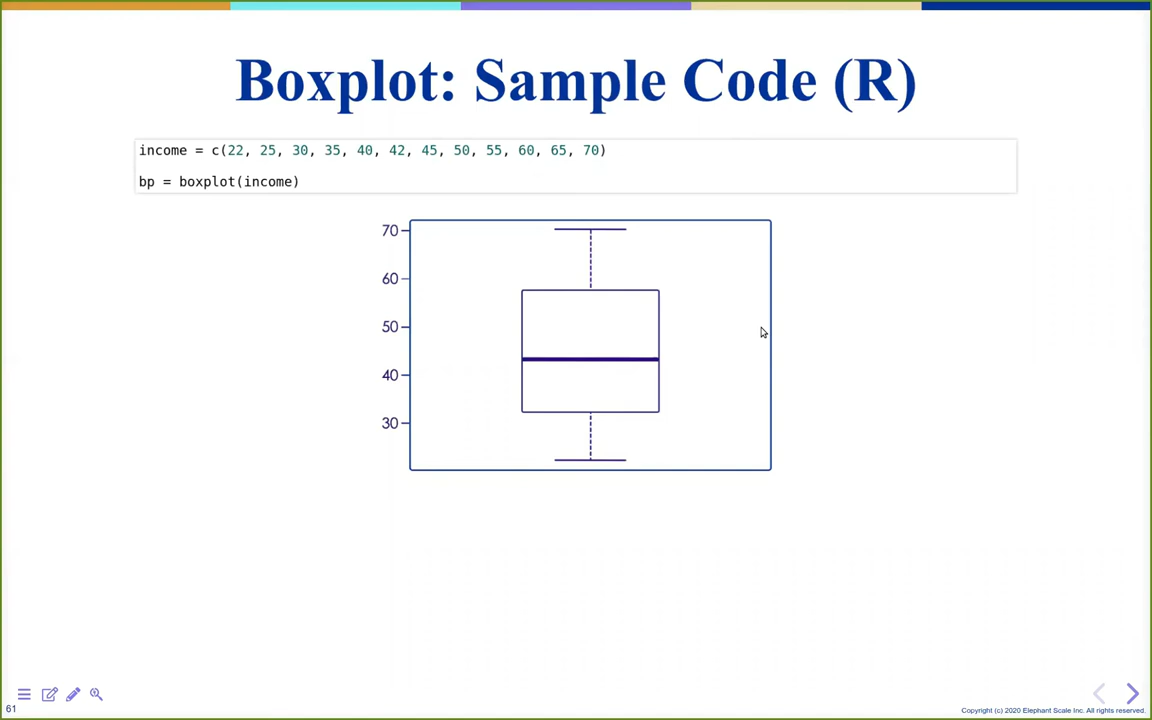 Boxplot: Sample Code (R)
income = c(22, 25, 30, 35, 40, 42, 45, 50, 55, 60, 65, 70)
bp = boxplot(income)
70
60
50
40
30
61
Copyright (c) 2020 Elephant Scale Inc. All rights reserved.